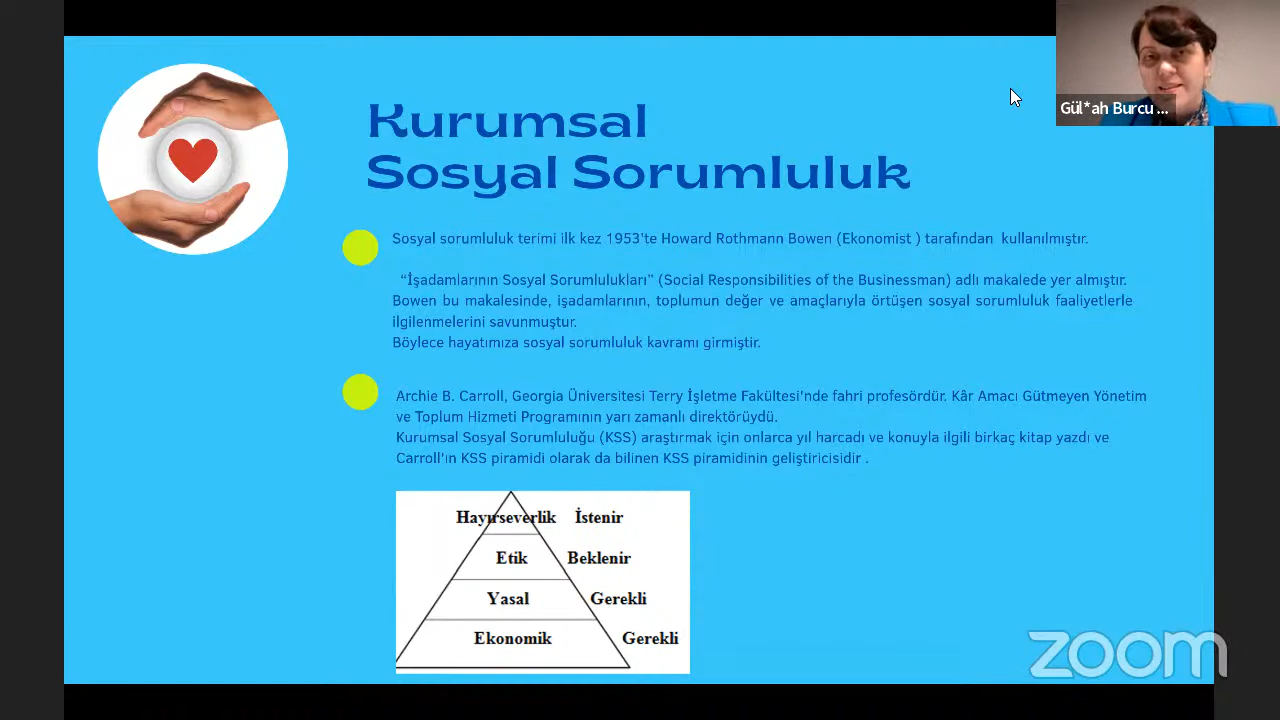 Kurumsal
Sosyal Sorumluluk
Gül*ah Burcu ...
Sosyal sorumluluk terimi ilk kez 1953'te Howard Rothmann Bowen (Ekonomist ) tarafından kullanılmıştır.
“İşadamlarının Sosyal Sorumlulukları” (Social Responsibilities of the Businessman) adlı makalede yer almıştır.
Bowen bu makalesinde, işadamlarının, toplumun değer ve amaçlarıyla örtüşen sosyal sorumluluk faaliyetlerle
ilgilenmelerini savunmuştur.
Böylece hayatımıza sosyal sorumluluk kavramı girmiştir.
Archie B. Carroll, Georgia Üniversitesi Terry İşletme Fakültesi'nde fahri profesördür. Kâr Amacı Gütmeyen Yönetim
ve Toplum Hizmeti Programının yarı zamanlı direktörüydü.
Kurumsal Sosyal Sorumluluğu (KSS) araştırmak için onlarca yıl harcadı ve konuyla ilgili birkaç kitap yazdı ve
Carroll'ın KSS piramidi olarak da bilinen KSS piramidinin geliştiricisidir .
Hayırseverlik İstenir
Etik Beklenir
Yasal Gerekli
Ekonomik Gerekli
zoom